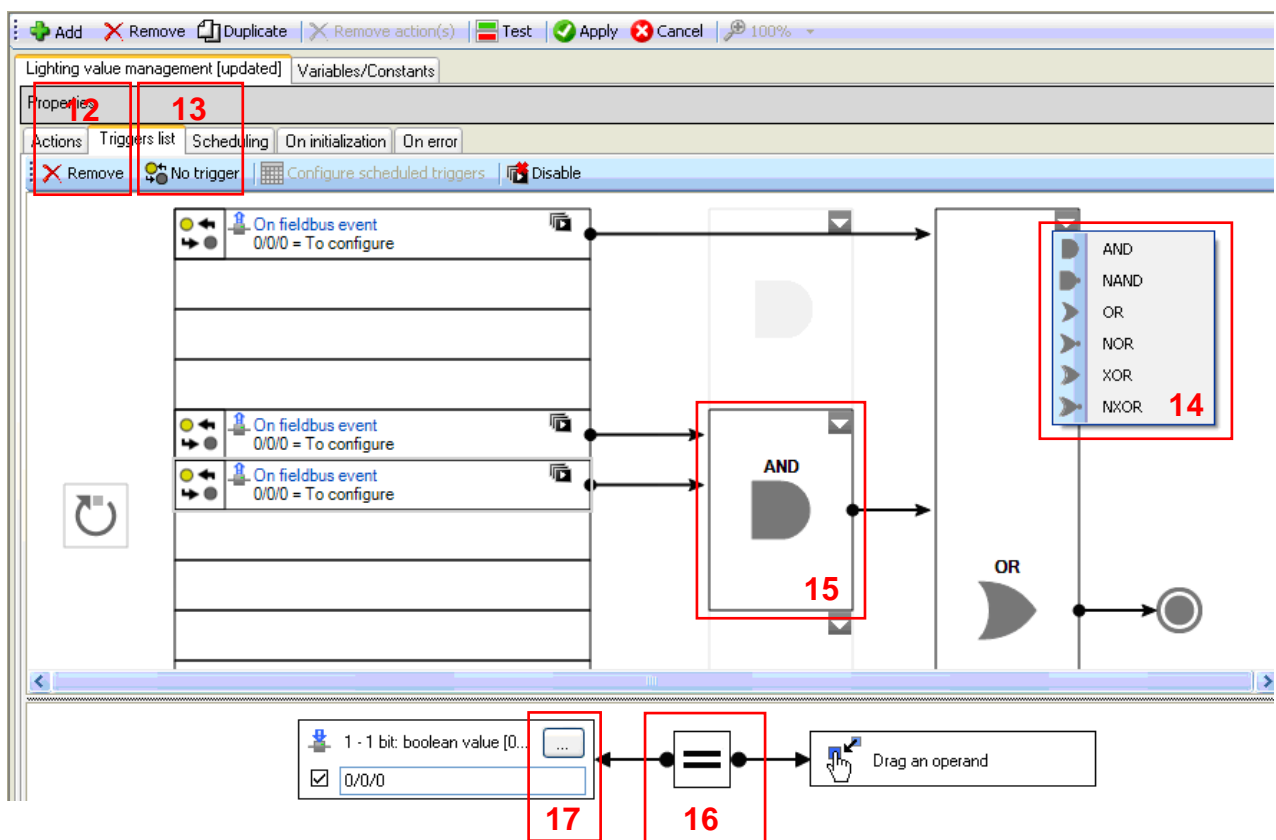 Add Remove Duplicate Remove action(s) Test Apply Cancel 100%
Lighting value management [updated] Variables/Constants
Properties
12 13
Actions Triggers list Scheduling On initialization On error
Remove No trigger Configure scheduled triggers Disable
On fieldbus event
0/0/0 = To configure
AND
NAND
OR
NOR
XOR
NXOR 14
On fieldbus event
0/0/0 = To configure
On fieldbus event
0/0/0 = To configure
AND
15
OR
1 - 1 bit: boolean value [0... ...
0/0/0
Drag an operand
17 16